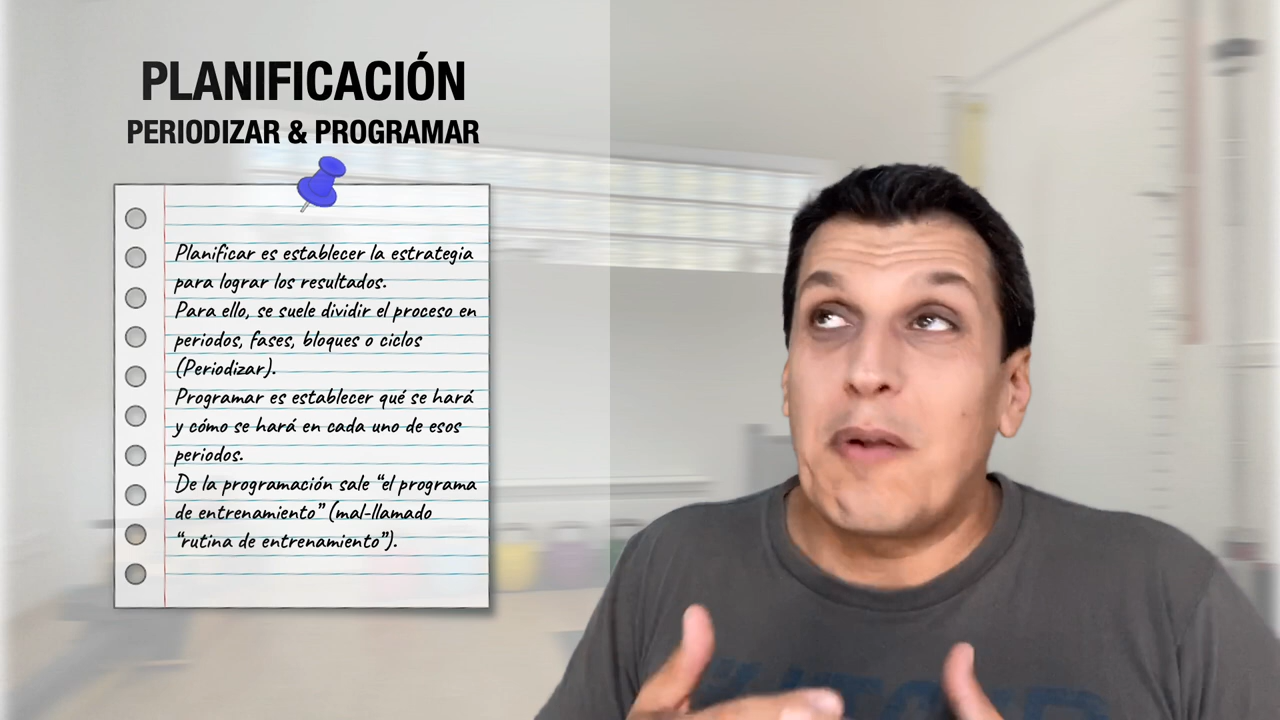 PLANIFICACIÓN
PERIODIZAR & PROGRAMAR
Planificar es establecer la estrategia
para lograr los resultados.
Para ello, se suele dividir el proceso en
periodos, fases, bloques o ciclos
(Periodizar).
Programar es establecer qué se hará
y cómo se hará en cada uno de esos
periodos.
De la programación sale “el programa
de entrenamiento” (mal-llamado
“rutina de entrenamiento”).